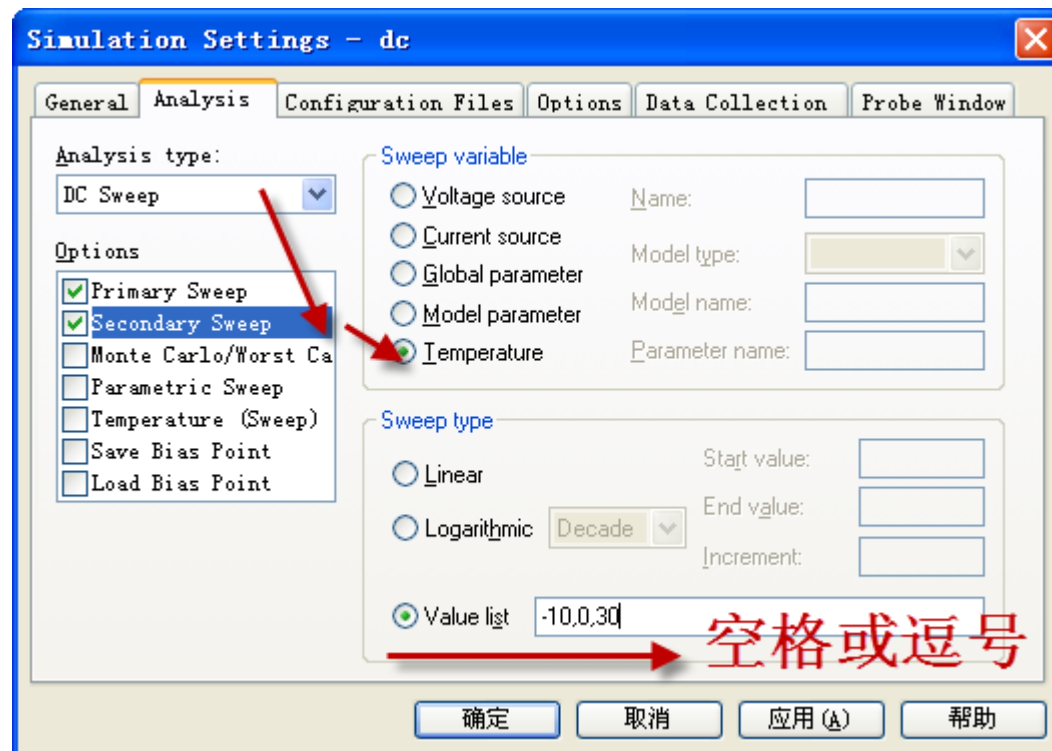 Simulation Settings - dc
General Analysis Configuration Files Options Data Collection Probe Window
Analysis type:
DC Sweep
Options
Primary Sweep
Secondary Sweep
Monte Carlo/Worst Ca
Parametric Sweep
Temperature (Sweep)
Save Bias Point
Load Bias Point
Sweep variable
Voltage source
Current source
Global parameter
Model parameter
Temperature
Name:
Model type:
Model name:
Parameter name:
Sweep type
Linear
Logarithmic Decade
Value list -10,0,30
Start value:
End value:
Increment:
空格或逗号
确定 取消 应用(A) 帮助